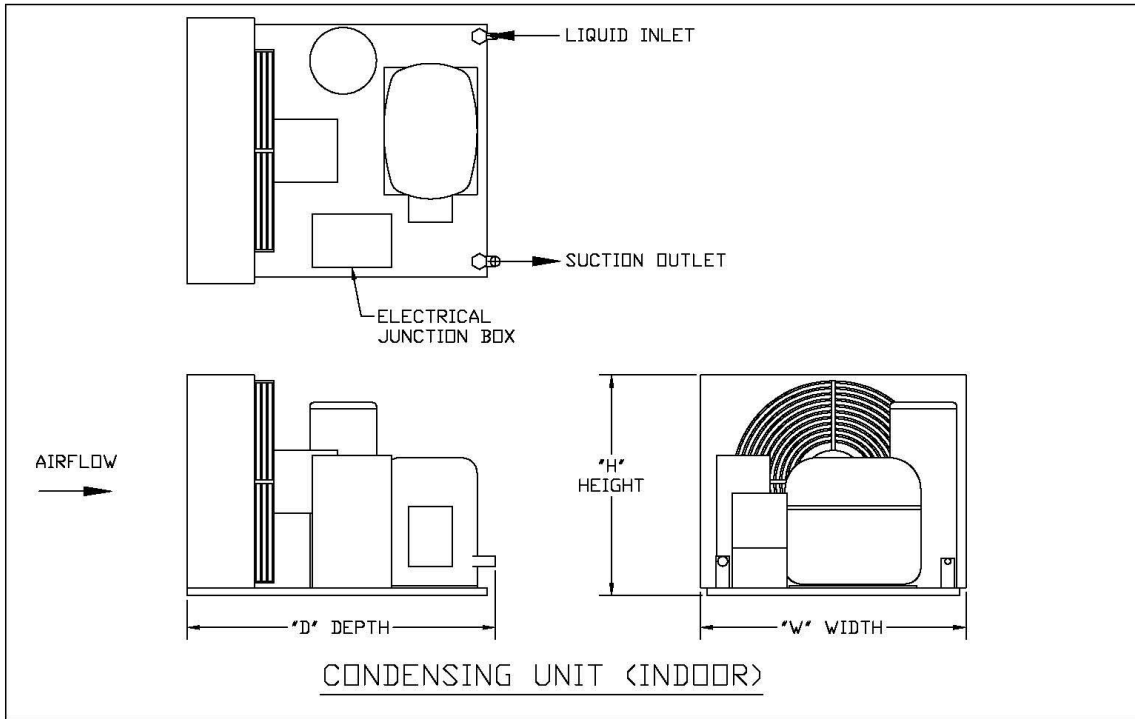 LIQUID INLET
SUCTION OUTLET
ELECTRICAL
JUNCTION BOX
AIRFLOW
"H"
HEIGHT
"D" DEPTH
"W" WIDTH
CONDENSING UNIT (INDOOR)